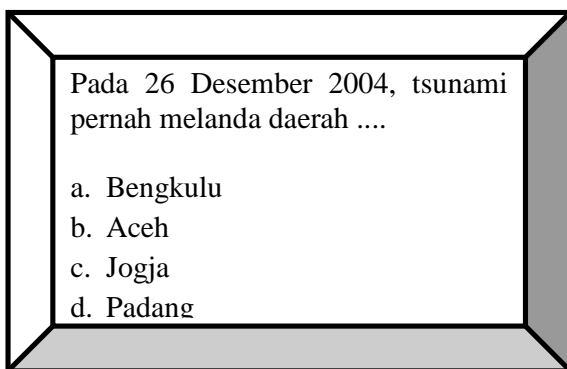 Pada 26 Desember 2004, tsunami
pernah melanda daerah ....
a. Bengkulu
b. Aceh
c. Jogja
d. Padang